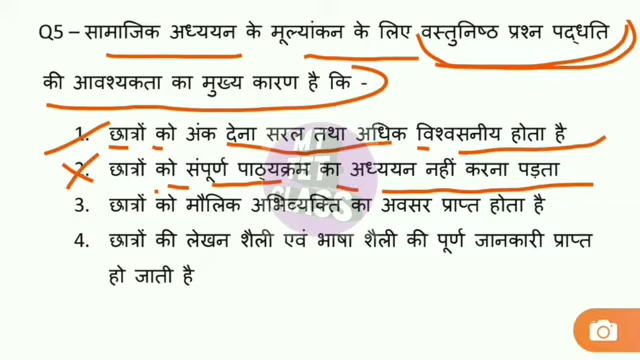 Q5 – सामाजिक अध्ययन के मूल्यांकन के लिए वस्तुनिष्ठ प्रश्न पद्धति
की आवश्यकता का मुख्य कारण है कि -
1. छात्रों को अंक देना सरल तथा अधिक विश्वसनीय होता है
2. छात्रों को संपूर्ण पाठ्यक्रम का अध्ययन नहीं करना पड़ता
3. छात्रों को मौलिक अभिव्यक्ति का अवसर प्राप्त होता है
4. छात्रों की लेखन शैली एवं भाषा शैली की पूर्ण जानकारी प्राप्त
हो जाती है